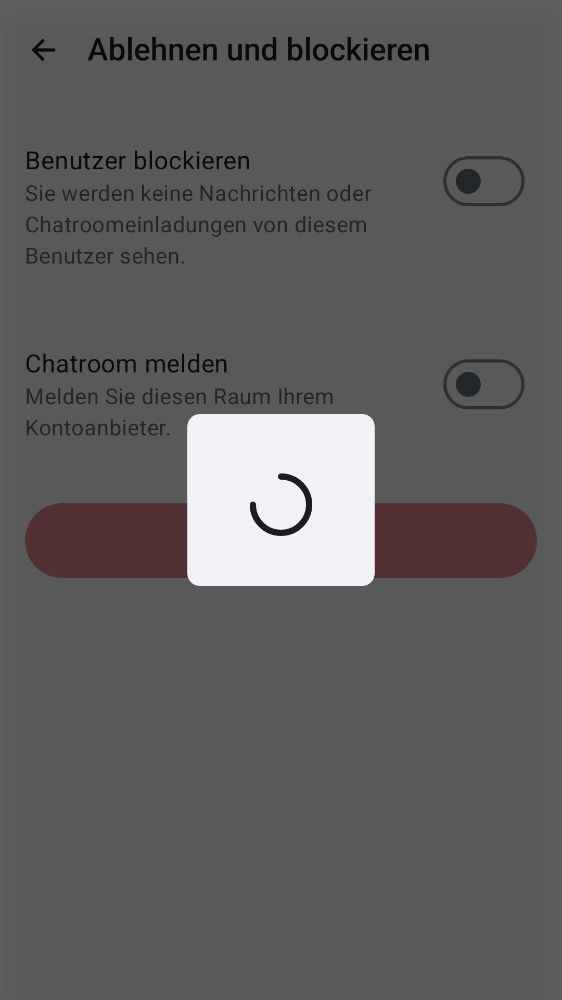 Ablehnen und blockieren
Benutzer blockieren
Sie werden keine Nachrichten oder
Chatroomeinladungen von diesem
Benutzer sehen.
Chatroom melden
Melden Sie diesen Raum Ihrem
Kontoanbieter.